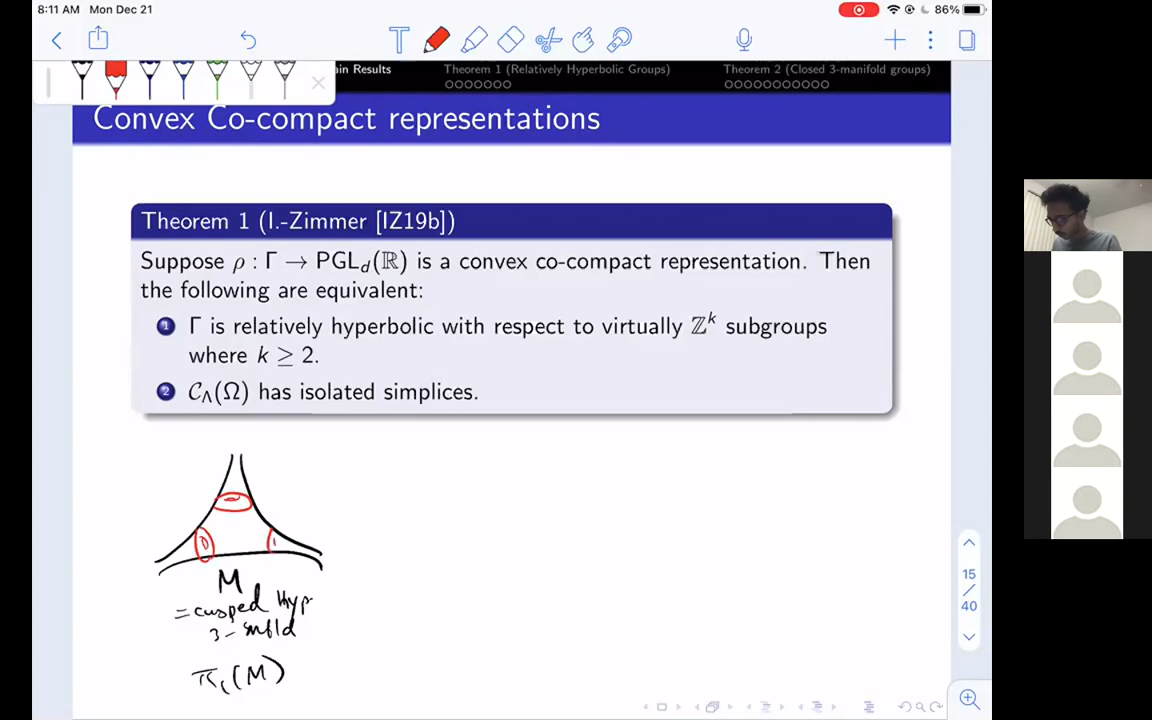 8:11 AM Mon Dec 21
86%
ain Results
Theorem 1 (Relatively Hyperbolic Groups)
Theorem 2 (Closed 3-manifold groups)
Convex Co-compact representations
Theorem 1 (I.-Zimmer [IZ19b])
Suppose ρ : Γ → PGL_d(ℝ) is a convex co-compact representation. Then
the following are equivalent:
1 Γ is relatively hyperbolic with respect to virtually ℤ^k subgroups
where k ≥ 2.
2 C_Λ(Ω) has isolated simplices.
M
= cusped Hyp
3-mfld
π₁(M)
15
/
40